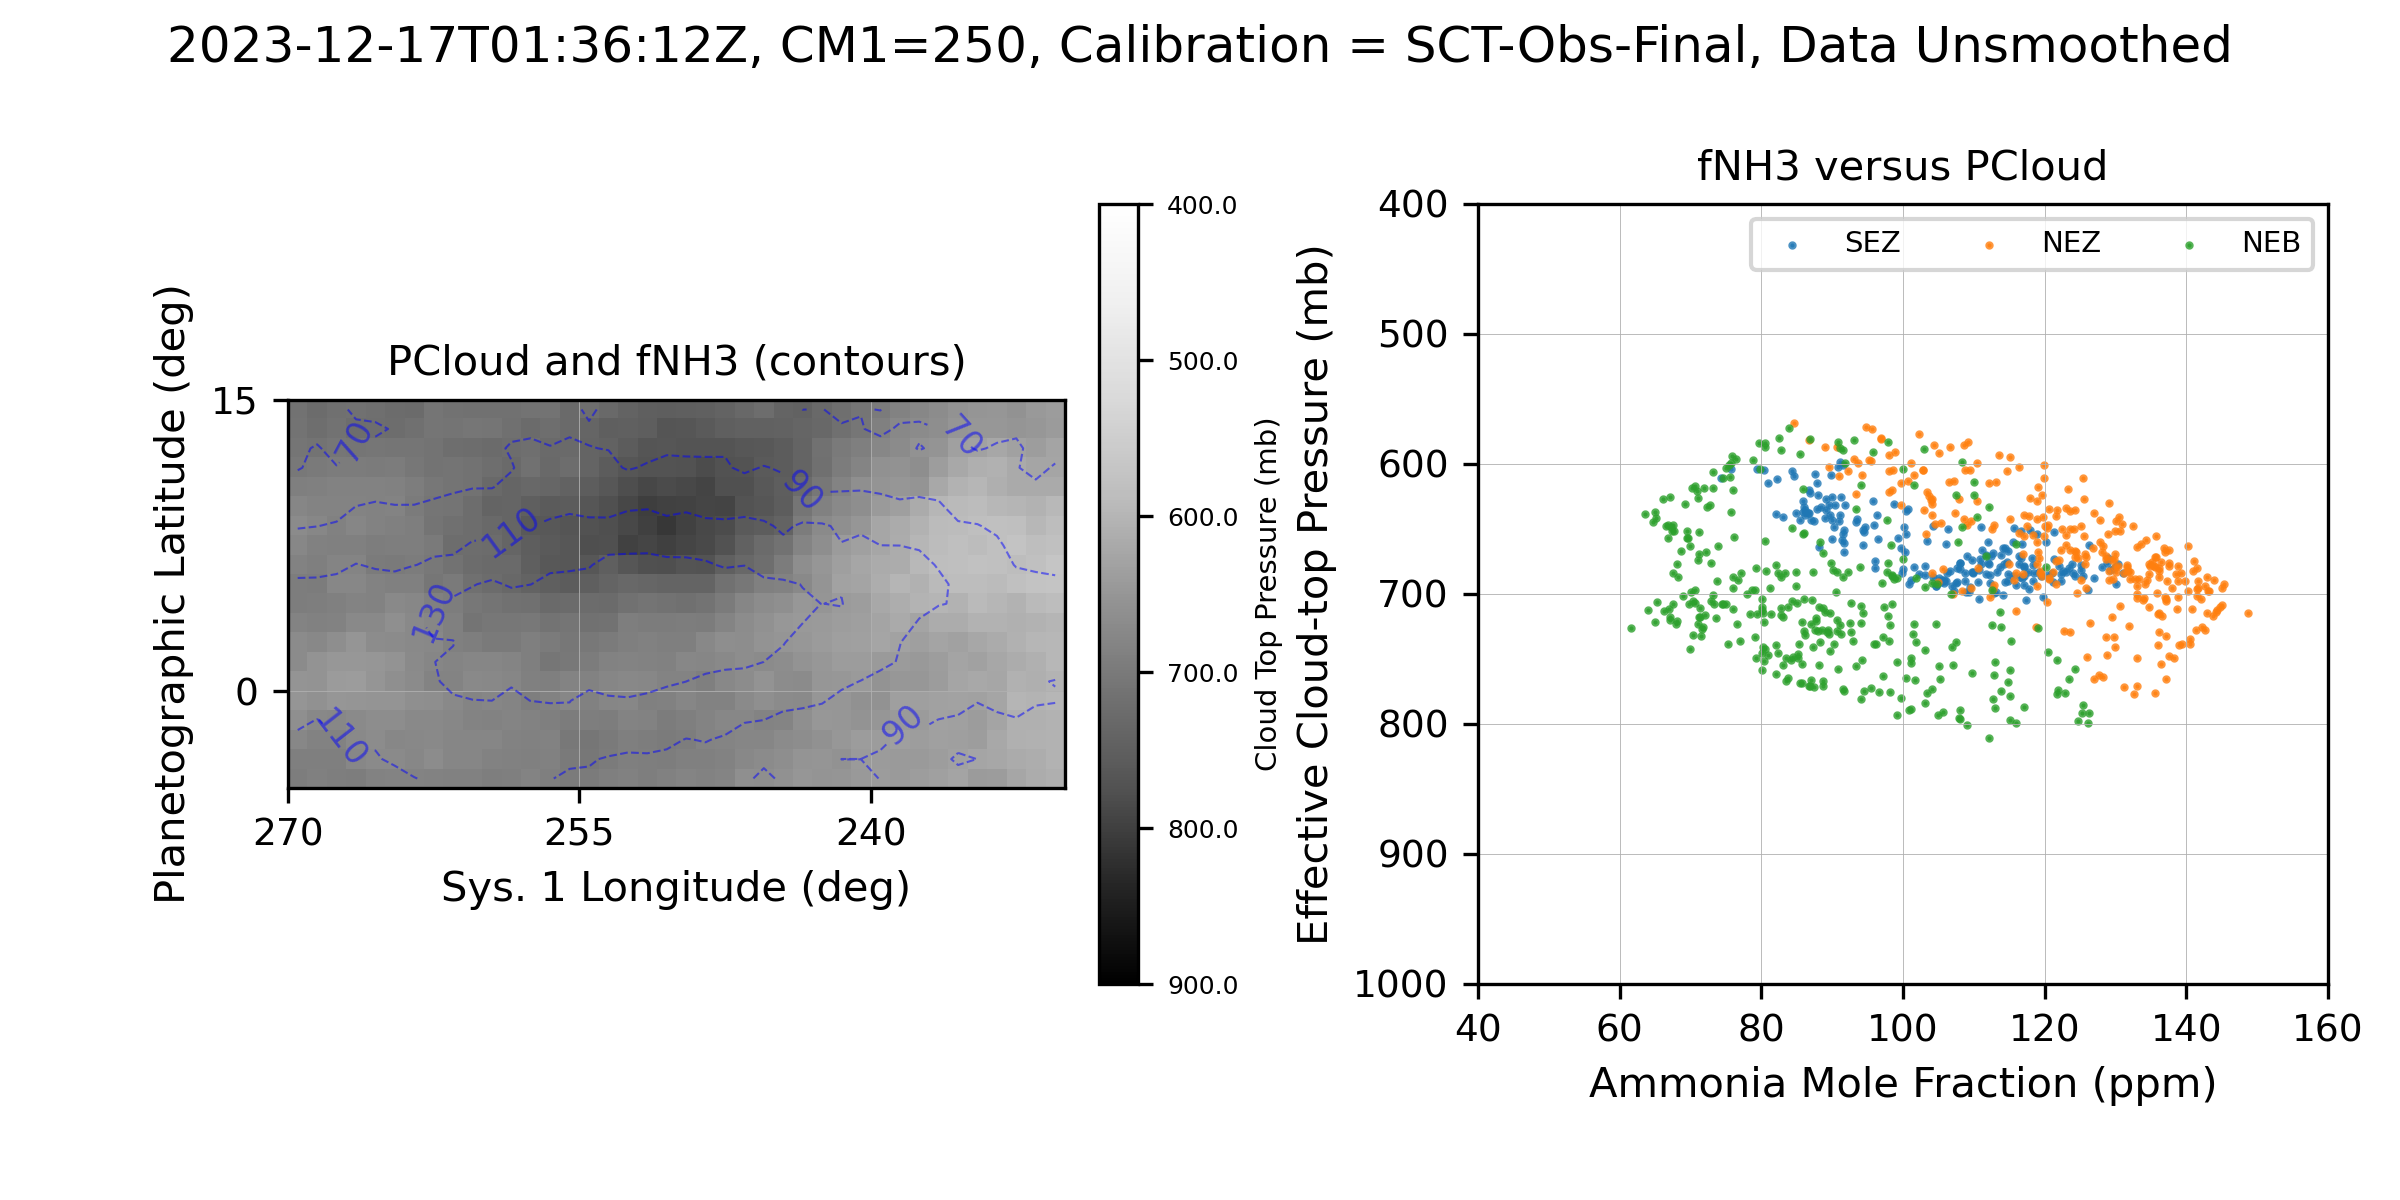 2023-12-17T01:36:12Z, CM1=250, Calibration = SCT-Obs-Final, Data Unsmoothed
PCloud and fNH3 (contours)
Planetographic Latitude (deg)
15
0
270
255
240
Sys. 1 Longitude (deg)
70
70
90
110
130
110
90
400.0
500.0
600.0
700.0
800.0
900.0
Cloud Top Pressure (mb)
fNH3 versus PCloud
Effective Cloud-top Pressure (mb)
400
500
600
700
800
900
1000
SEZ NEZ NEB
40 60 80 100 120 140 160
Ammonia Mole Fraction (ppm)